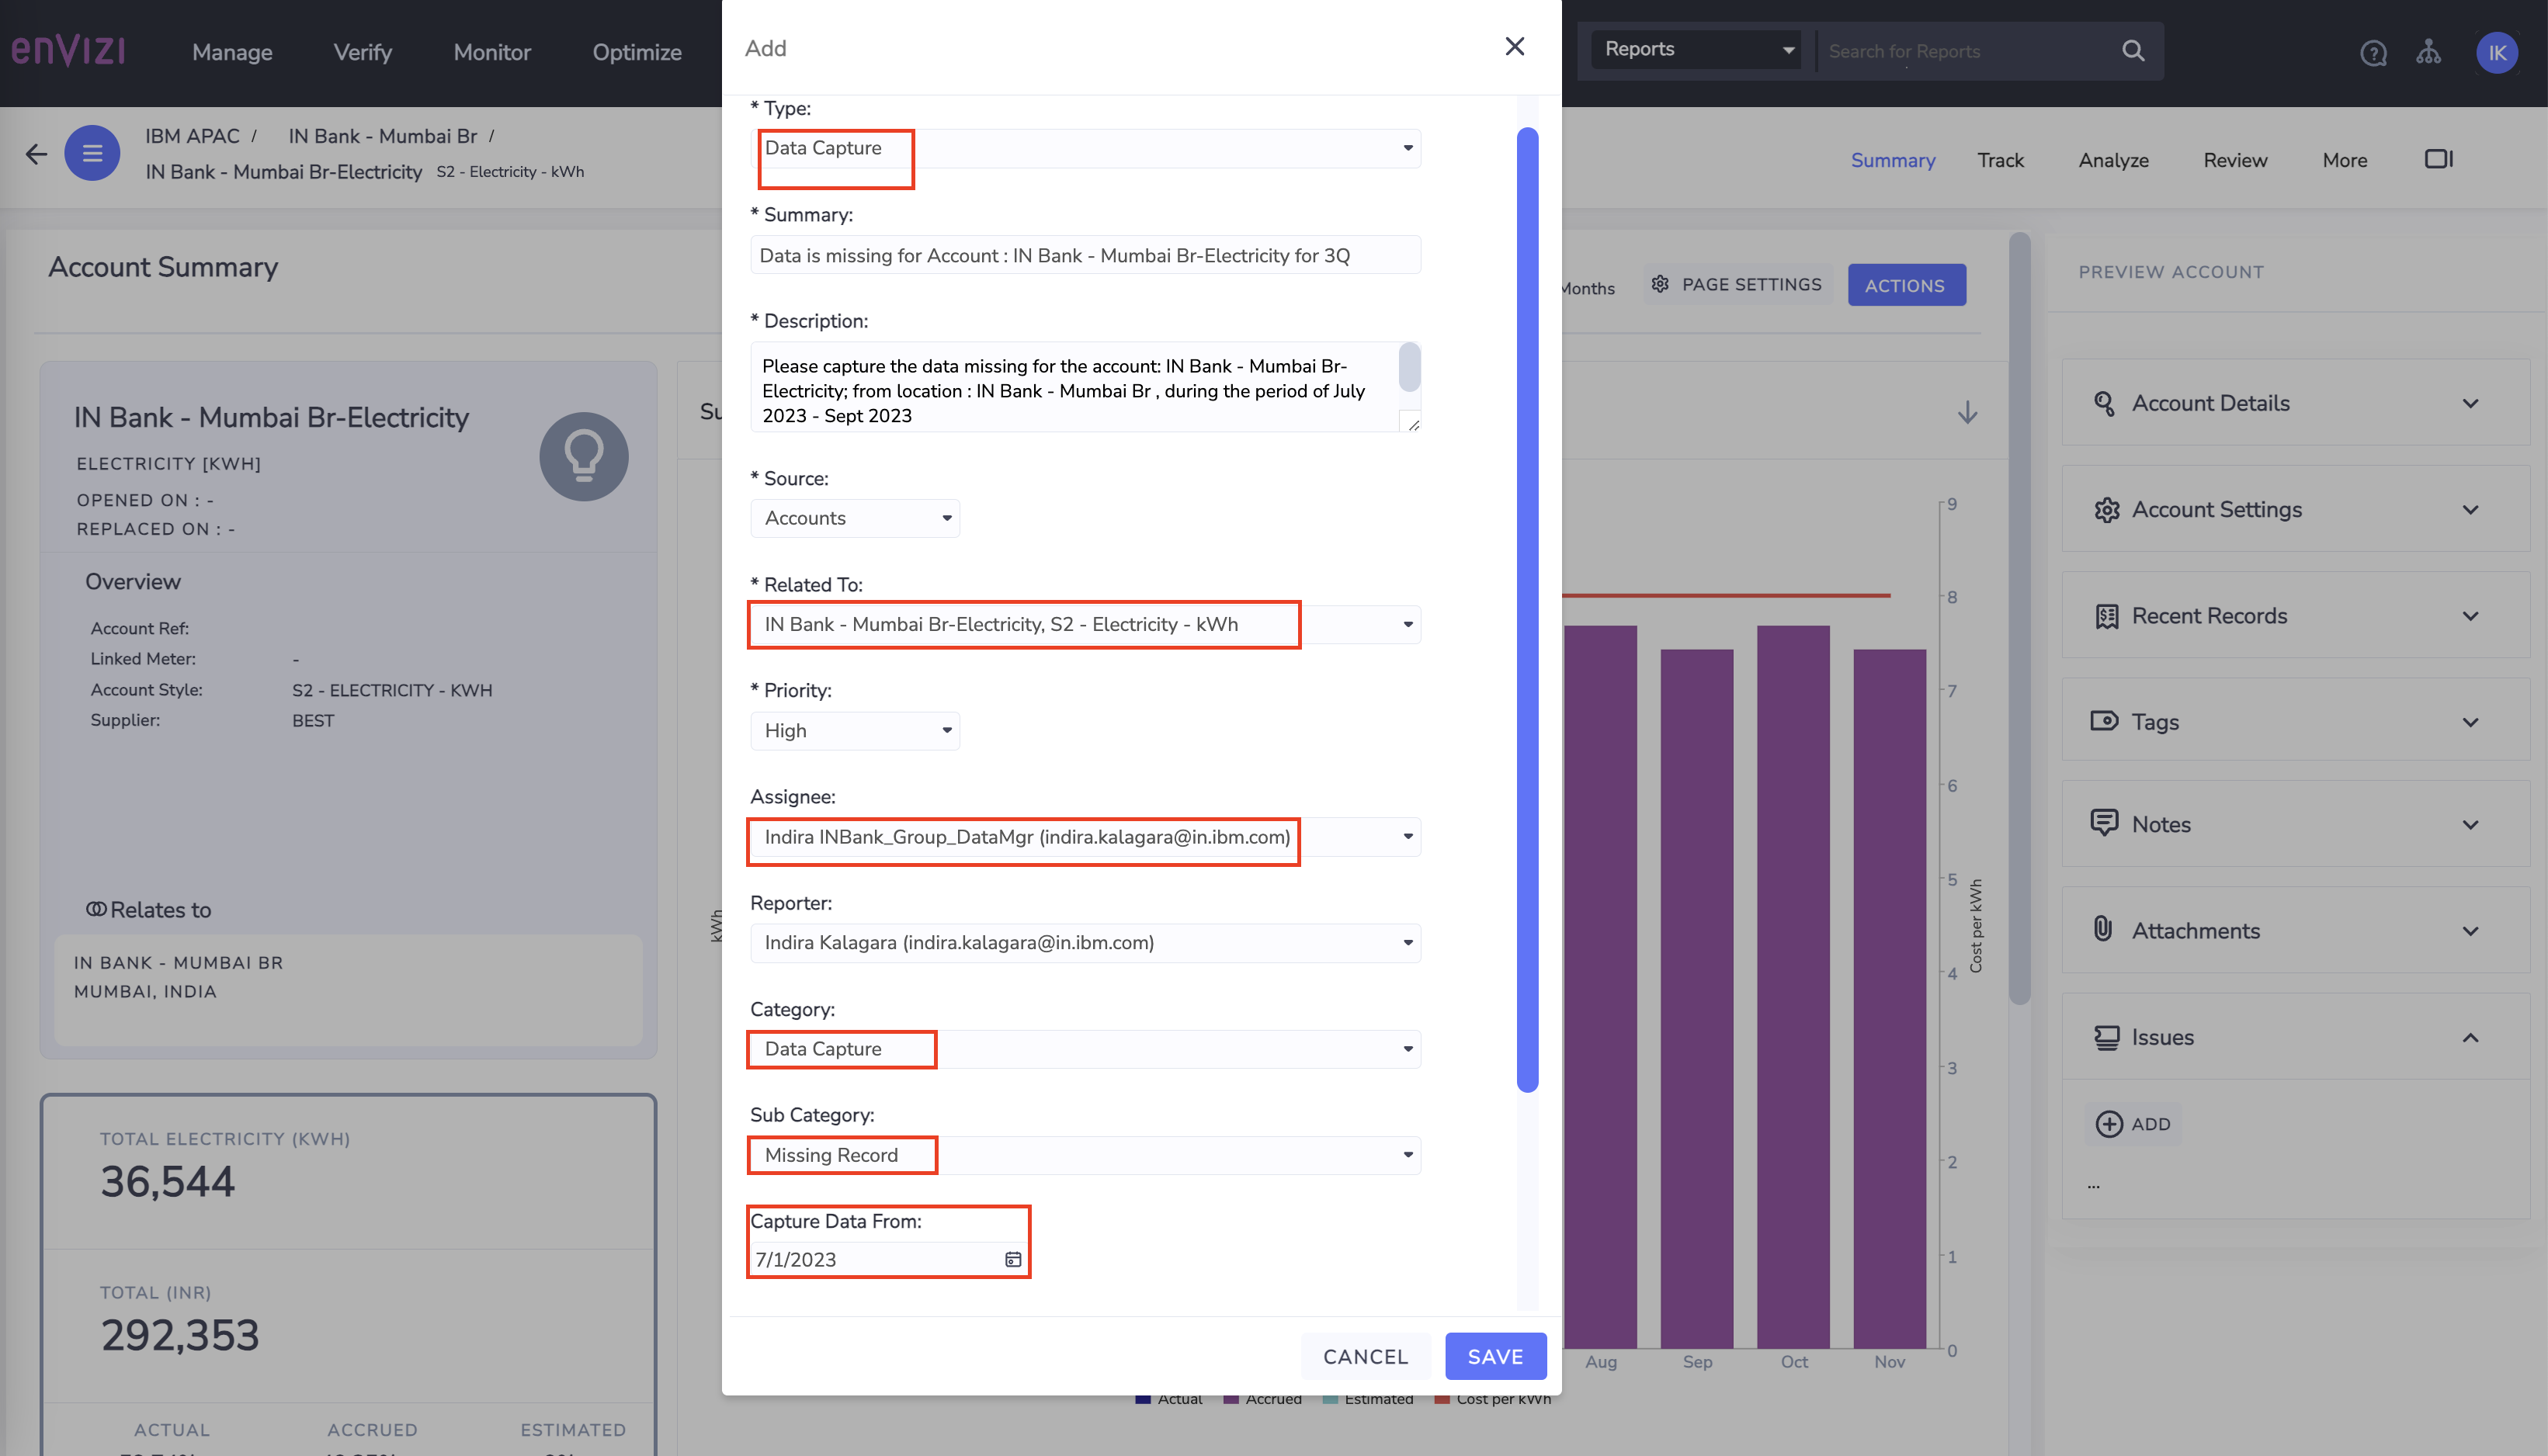 enVIZI
Manage
Verify
Monitor
Optimize
Reports
Search for Reports
IK
IBM APAC /
IN Bank - Mumbai Br /
IN Bank - Mumbai Br-Electricity
S2 - Electricity - kWh
Summary
Track
Analyze
Review
More
Account Summary
Months
PAGE SETTINGS
ACTIONS
IN Bank - Mumbai Br-Electricity
ELECTRICITY [KWH]
OPENED ON : -
REPLACED ON : -
Overview
Account Ref:
Linked Meter: -
Account Style: S2 - ELECTRICITY - KWH
Supplier: BEST
Relates to
IN BANK - MUMBAI BR
MUMBAI, INDIA
TOTAL ELECTRICITY (KWH)
36,544
TOTAL (INR)
292,353
ACTUAL
ACCRUED
ESTIMATED
Add
* Type:
Data Capture
* Summary:
Data is missing for Account : IN Bank - Mumbai Br-Electricity for 3Q
* Description:
Please capture the data missing for the account: IN Bank - Mumbai Br-
Electricity; from location : IN Bank - Mumbai Br , during the period of July
2023 - Sept 2023
* Source:
Accounts
* Related To:
IN Bank - Mumbai Br-Electricity, S2 - Electricity - kWh
* Priority:
High
Assignee:
Indira INBank_Group_DataMgr (indira.kalagara@in.ibm.com)
Reporter:
Indira Kalagara (indira.kalagara@in.ibm.com)
Category:
Data Capture
Sub Category:
Missing Record
Capture Data From:
7/1/2023
CANCEL
SAVE
kWh
9
8
7
6
5
4
3
2
1
0
Cost per kWh
Aug
Sep
Oct
Nov
Actual
Accrued
Estimated
Cost per kWh
PREVIEW ACCOUNT
Account Details
Account Settings
Recent Records
Tags
Notes
Attachments
Issues
ADD
...